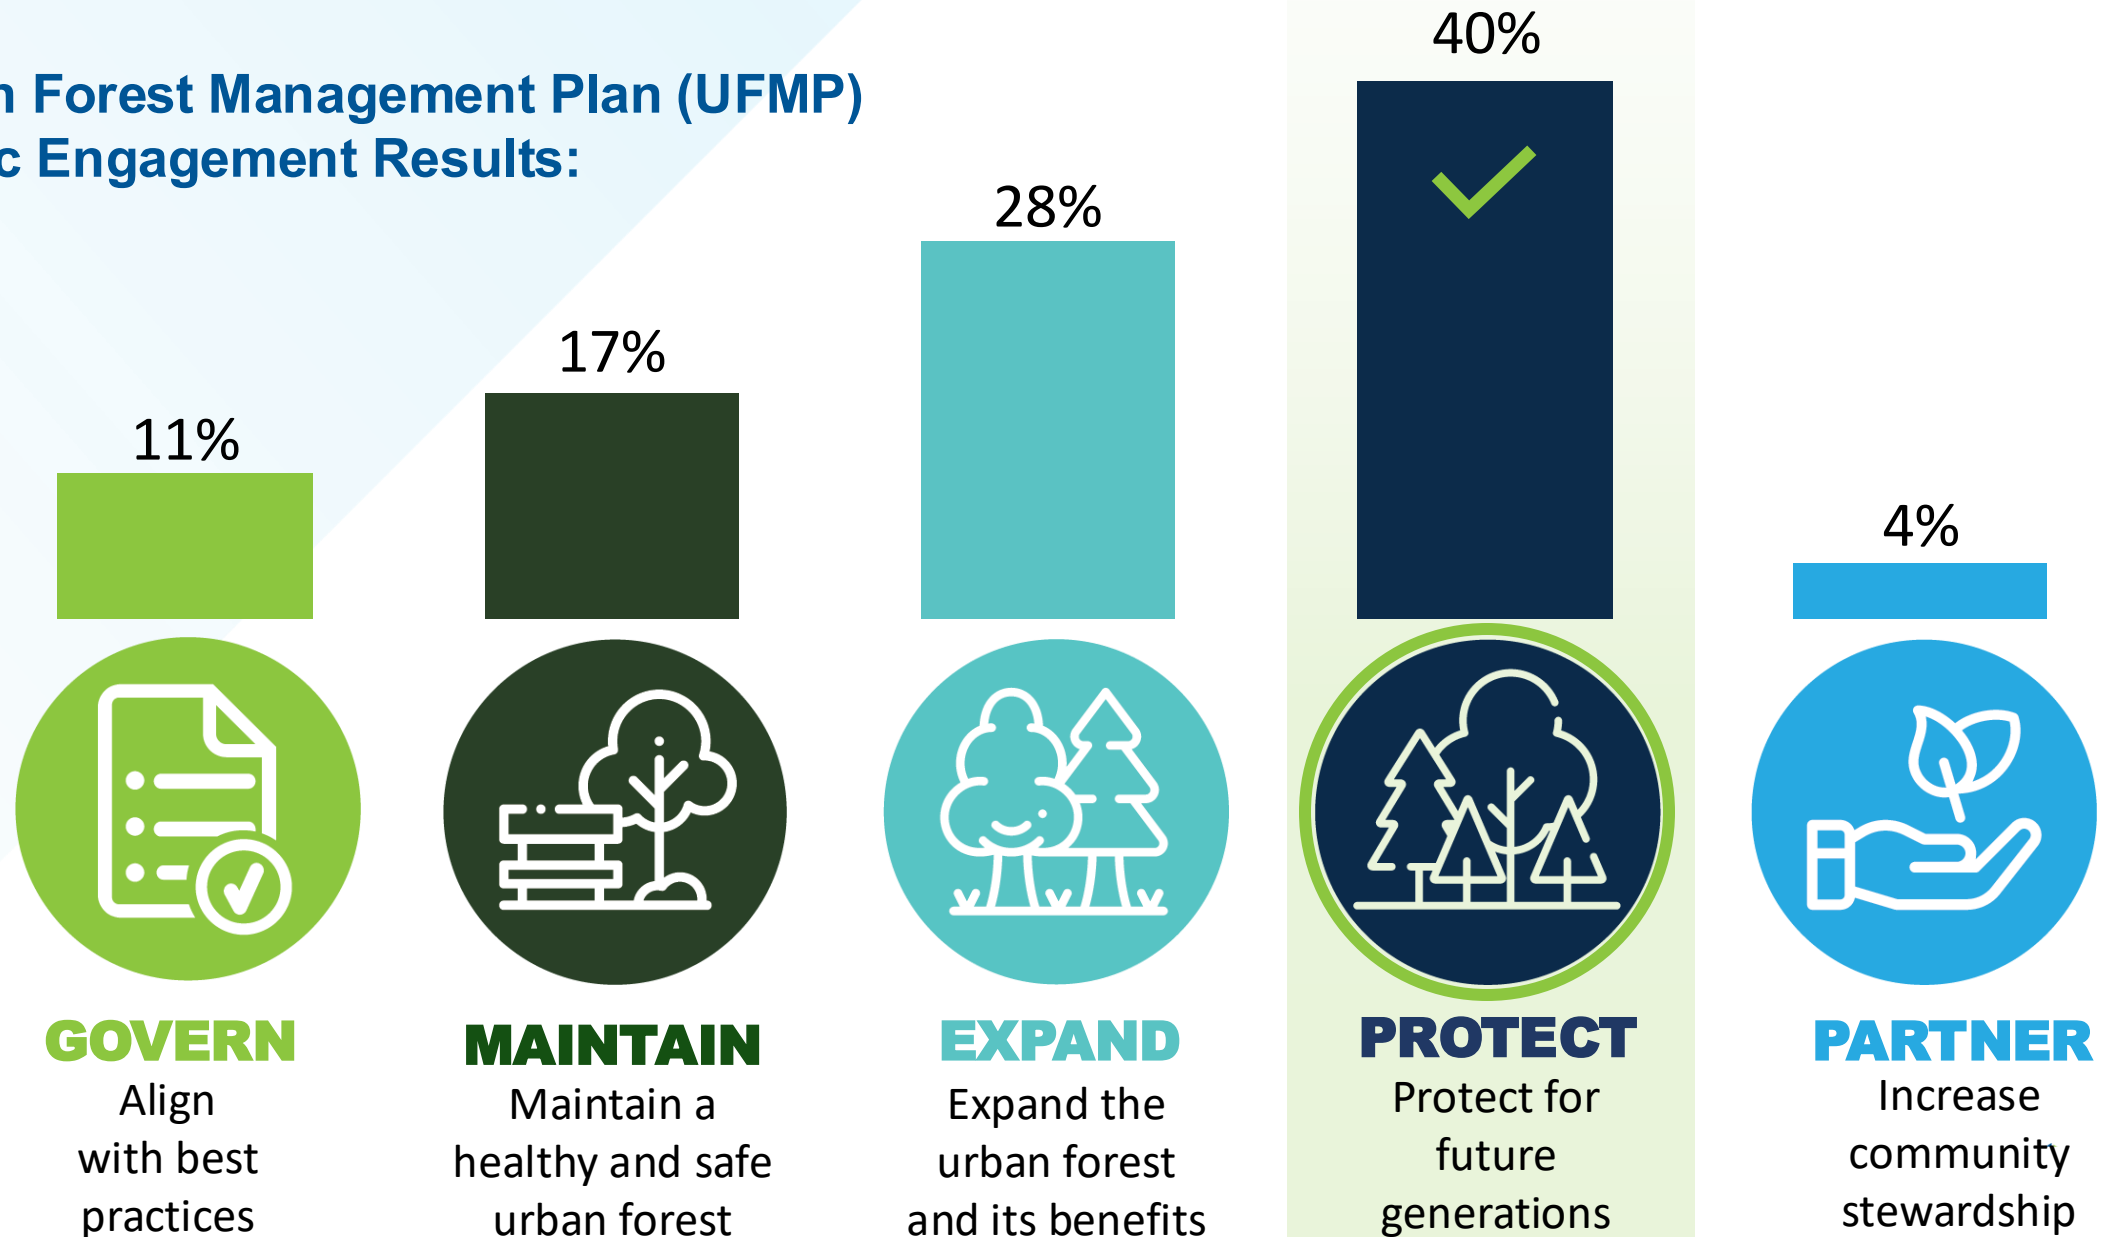 n Forest Management Plan (UFMP)
c Engagement Results:
40%
28%
17%
11%
4%
GOVERN
Align
with best
practices
MAINTAIN
Maintain a
healthy and safe
urban forest
EXPAND
Expand the
urban forest
and its benefits
PROTECT
Protect for
future
generations
PARTNER
Increase
community
stewardship